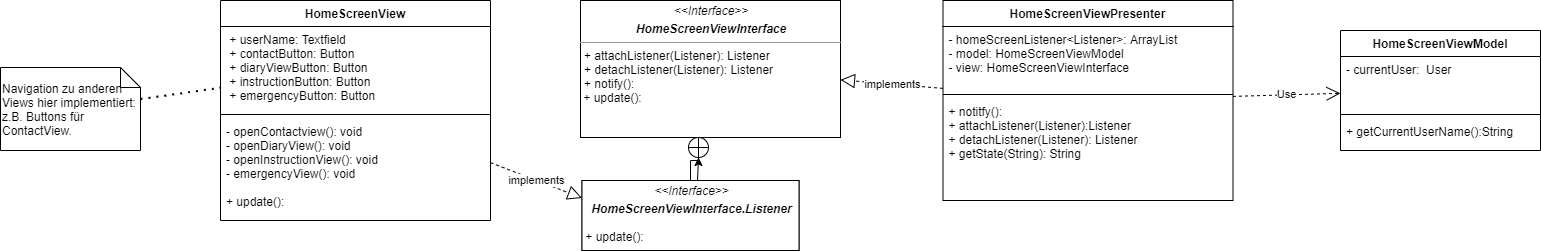 Navigation zu anderen
Views hier implementiert:
z.B. Buttons für
ContactView.
HomeScreenView
+ userName: Textfield
+ contactButton: Button
+ diaryViewButton: Button
+ instructionButton: Button
+ emergencyButton: Button
- openContactview(): void
- openDiaryView(): void
- openInstructionView(): void
- emergencyView(): void
+ update():
implements
<<Interface>>
HomeScreenViewInterface
+ attachListener(Listener): Listener
+ detachListener(Listener): Listener
+ notify():
+ update():
<<Interface>>
HomeScreenViewInterface.Listener
+ update():
implements
HomeScreenViewPresenter
- homeScreenListener<Listener>: ArrayList
- model: HomeScreenViewModel
- view: HomeScreenViewInterface
+ notitfy():
+ attachListener(Listener):Listener
+ detachListener(Listener): Listener
+ getState(String): String
Use
HomeScreenViewModel
- currentUser:  User
+ getCurrentUserName():String